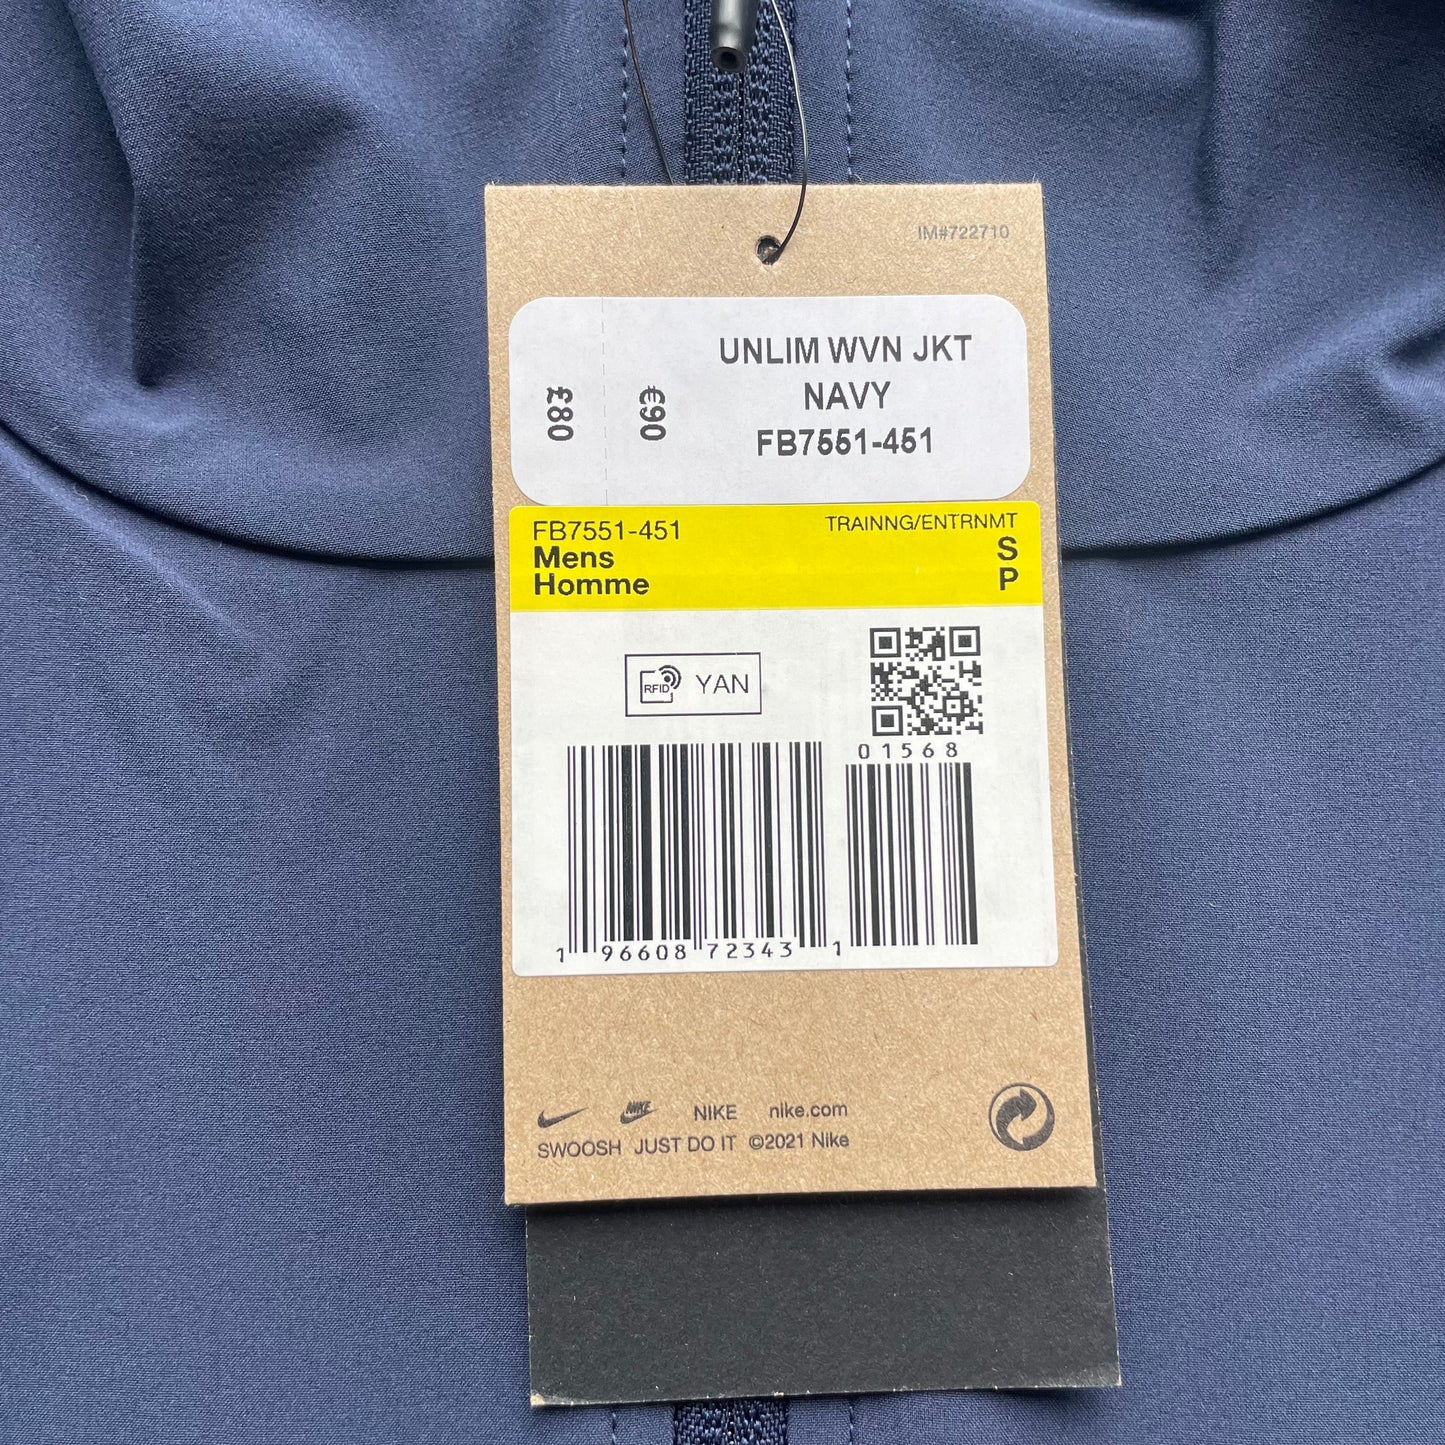 IM#722710
UNLIM WVN JKT
NAVY
FB7551-451
£80
€90
FB7551-451
TRAINNG/ENTRNMT
Mens
S
Homme
P
RFID YAN
01568
1 96608 72343 1
NIKE NIKE nike.com
SWOOSH JUST DO IT ©2021 Nike